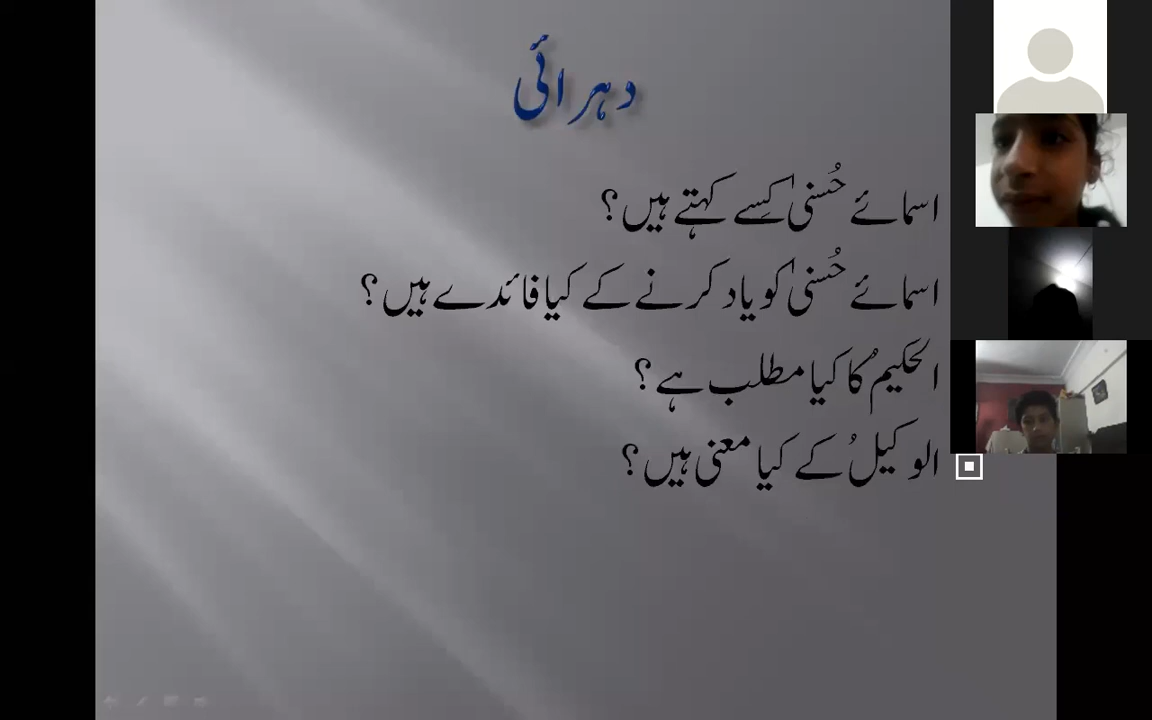 دہرائی
اسمائے حُسنیٰ کِسے کہتے ہیں؟
اسمائے حُسنیٰ کو یاد کرنے کے کیا فائدے ہیں؟
الحکیمُ کا کیا مطلب ہے؟
الوکیلُ کے کیا معنی ہیں؟